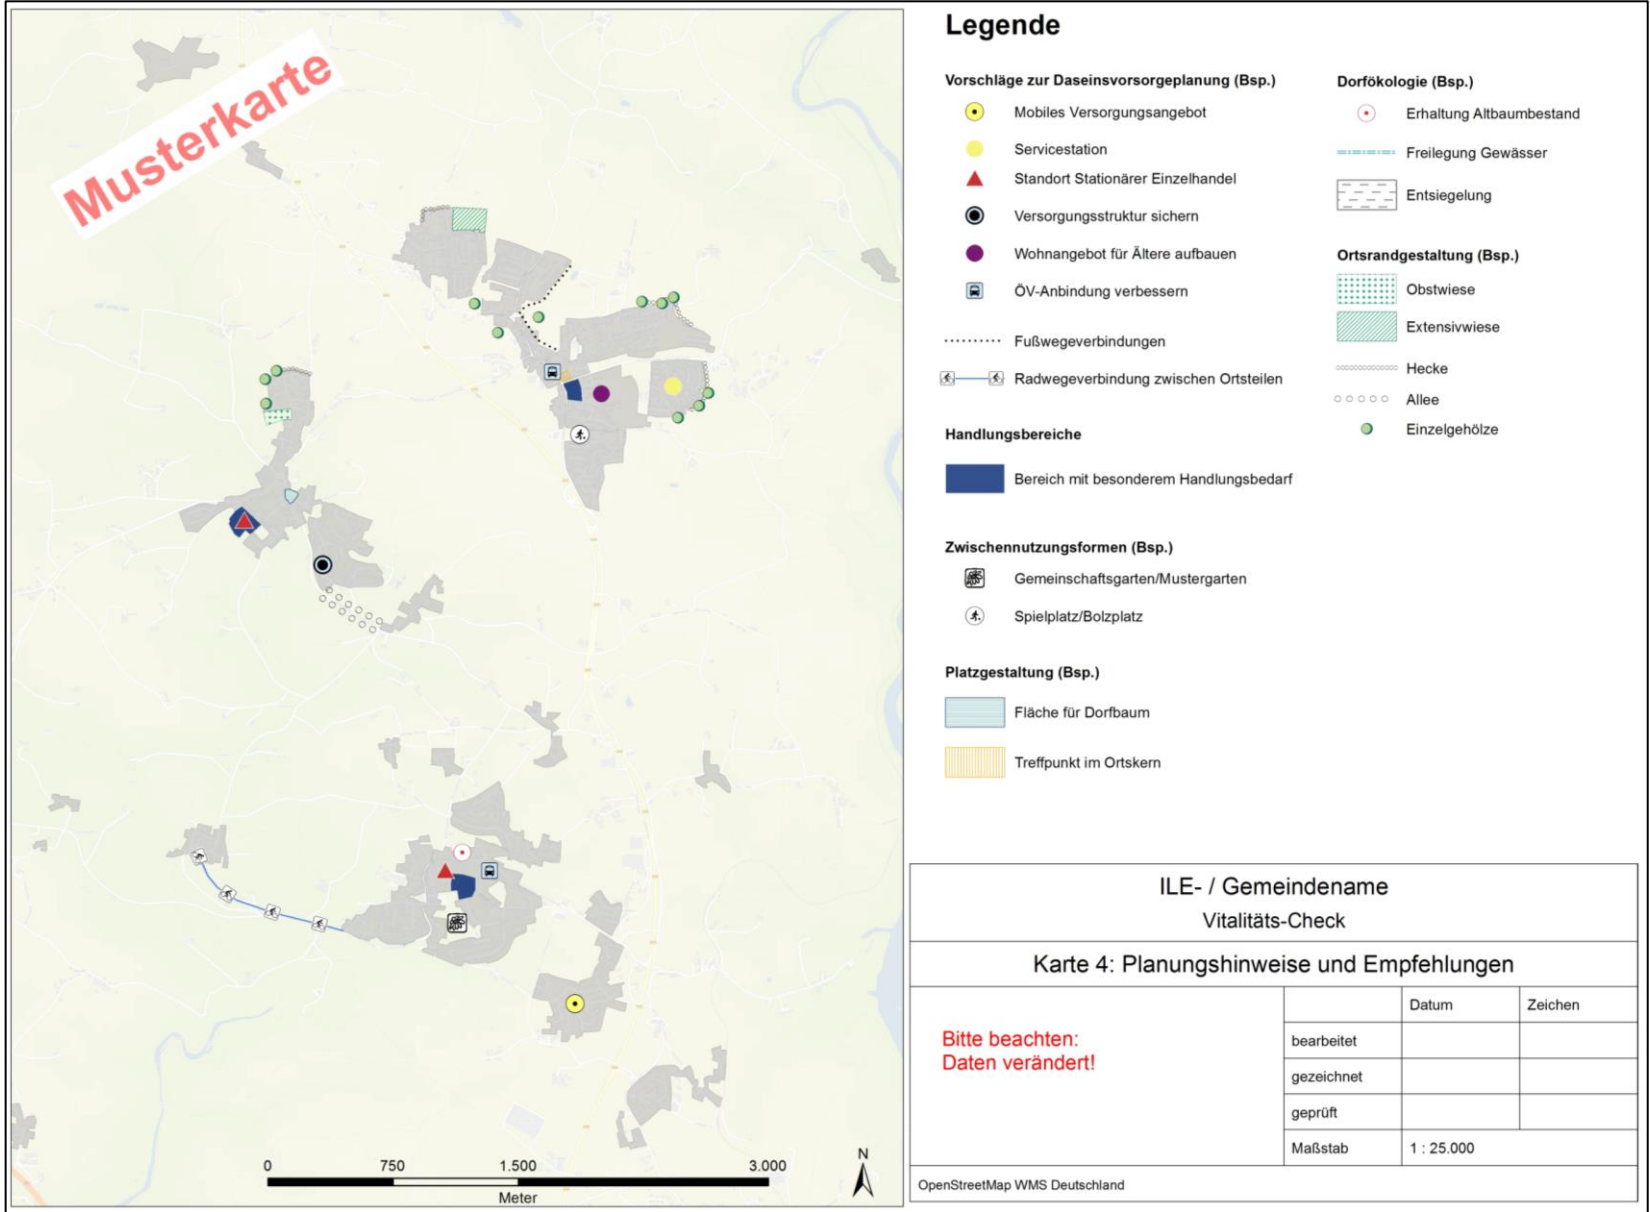 Musterkarte
0 750 1.500 3.000
Meter
N
Legende
Vorschläge zur Daseinsvorsorgeplanung (Bsp.)
Mobiles Versorgungsangebot
Servicestation
Standort Stationärer Einzelhandel
Versorgungsstruktur sichern
Wohnangebot für Ältere aufbauen
ÖV-Anbindung verbessern
Fußwegeverbindungen
Radwegeverbindung zwischen Ortsteilen
Handlungsbereiche
Bereich mit besonderem Handlungsbedarf
Zwischennutzungsformen (Bsp.)
Gemeinschaftsgarten/Mustergarten
Spielplatz/Bolzplatz
Platzgestaltung (Bsp.)
Fläche für Dorfbaum
Treffpunkt im Ortskern
Dorfökologie (Bsp.)
Erhaltung Altbaumbestand
Freilegung Gewässer
Entsiegelung
Ortsrandgestaltung (Bsp.)
Obstwiese
Extensivwiese
Hecke
Allee
Einzelgehölze
ILE- / Gemeindename
Vitalitäts-Check
Karte 4: Planungshinweise und Empfehlungen
Bitte beachten:
Daten verändert!
Datum Zeichen
bearbeitet
gezeichnet
geprüft
Maßstab 1 : 25.000
OpenStreetMap WMS Deutschland